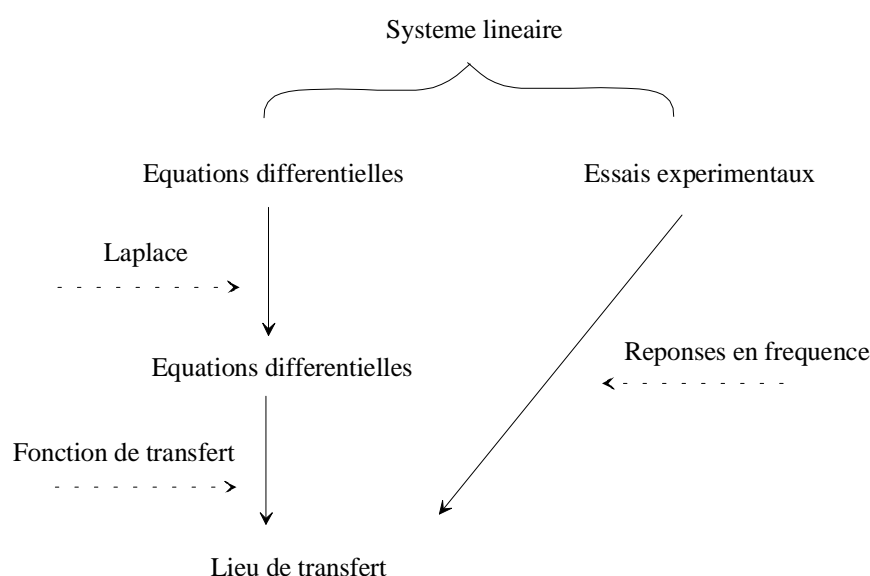 Systeme lineaire
Equations differentielles
Essais experimentaux
Laplace
Reponses en frequence
Equations differentielles
Fonction de transfert
Lieu de transfert